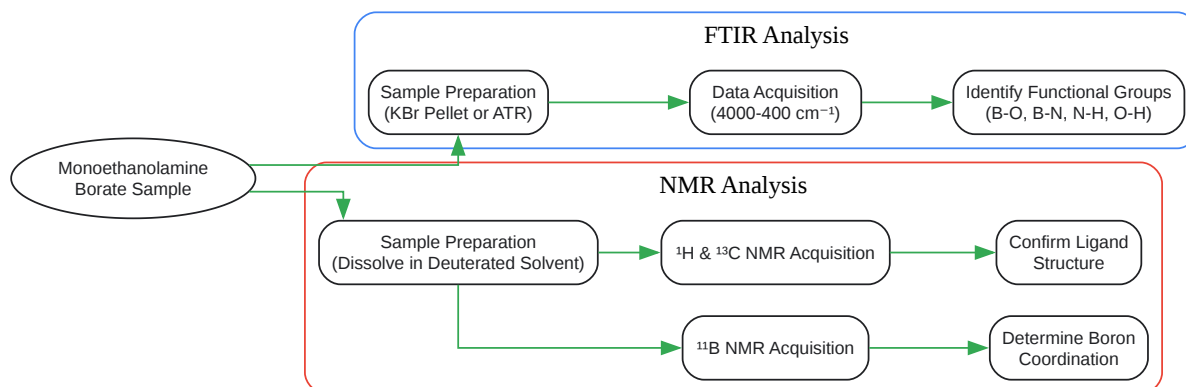 FTIR Analysis
Sample Preparation
(KBr Pellet or ATR)
Data Acquisition
(4000-400 cm⁻¹)
Identify Functional Groups
(B-O, B-N, N-H, O-H)
Monoethanolamine
Borate Sample
NMR Analysis
Sample Preparation
(Dissolve in Deuterated Solvent)
¹H & ¹³C NMR Acquisition
Confirm Ligand
Structure
¹¹B NMR Acquisition
Determine Boron
Coordination